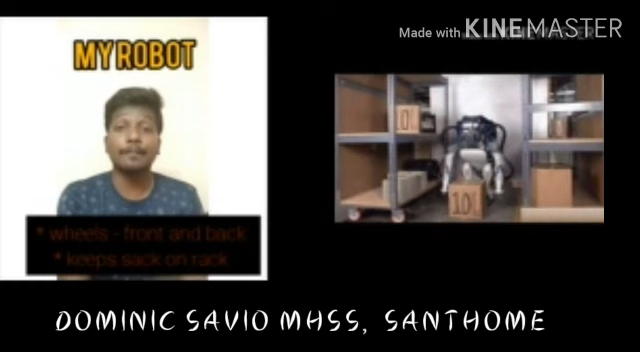 Made with KINEMASTER
MY ROBOT
* wheels - front and back
* keeps sack on rack
10
10
DOMINIC SAVIO MHSS, SANTHOME